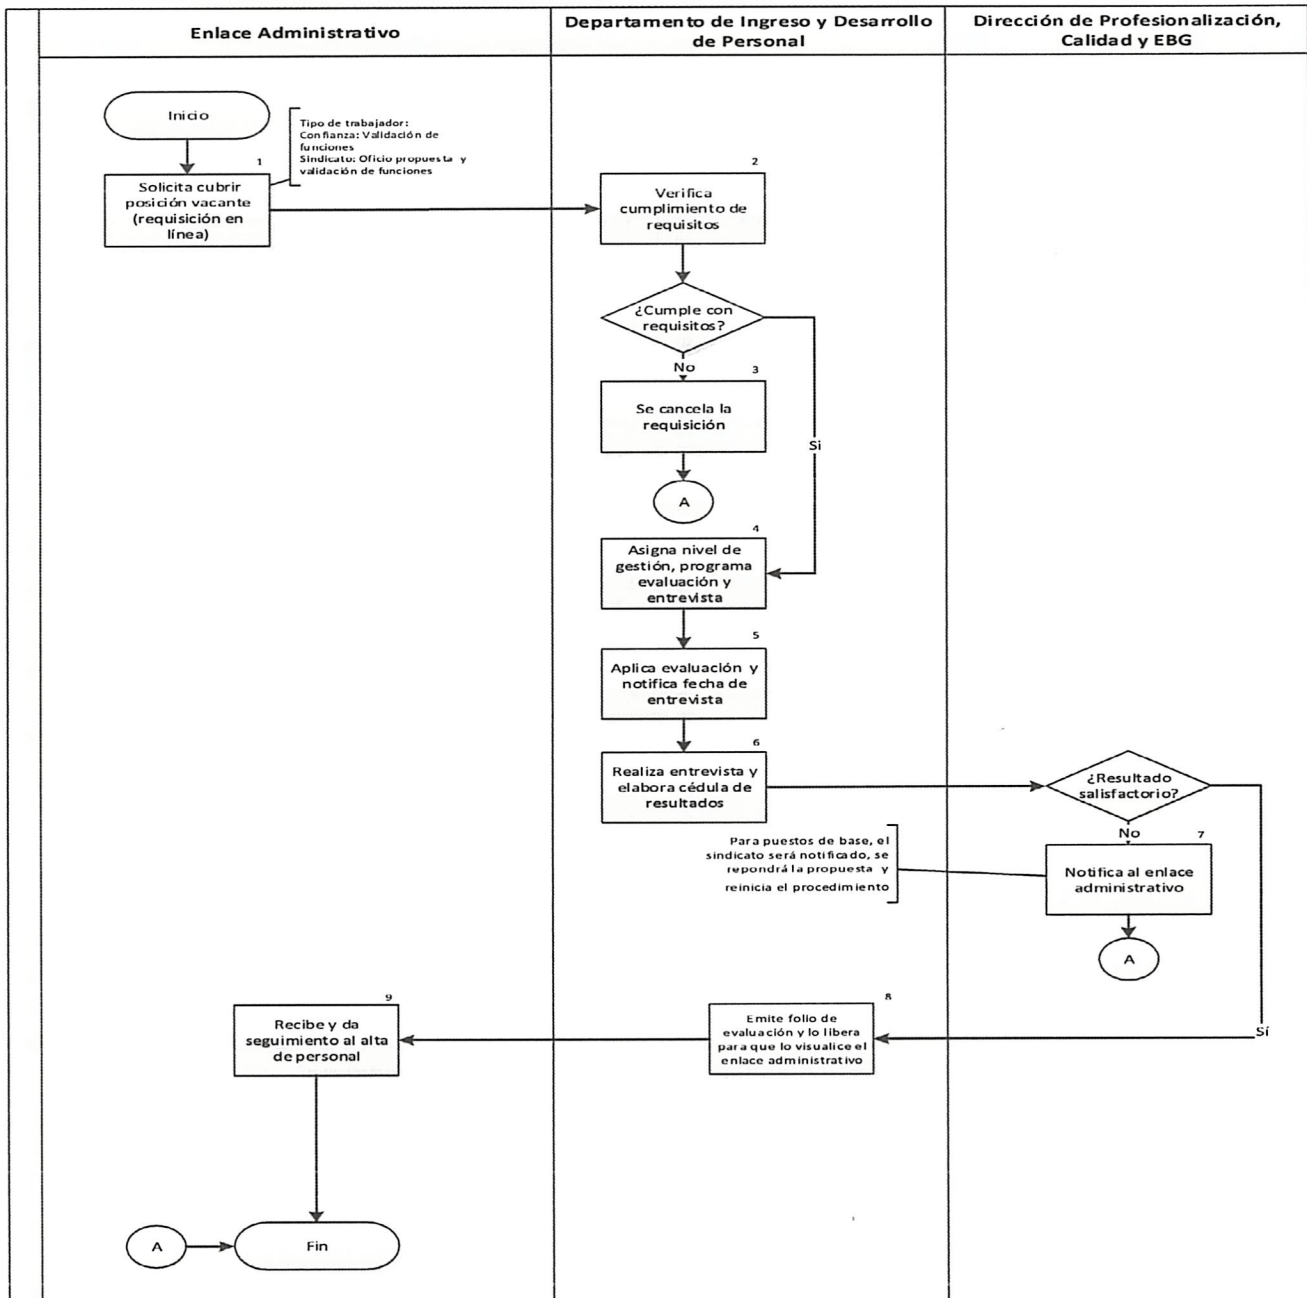 Enlace Administrativo
Departamento de Ingreso y Desarrollo
de Personal
Dirección de Profesionalización,
Calidad y EBG
Inicio
Tipo de trabajador:
Confianza: Validación de
funciones
Sindicato: Oficio propuesta y
validación de funciones
1
Solicita cubrir
posición vacante
(requisición en
línea)
2
Verifica
cumplimiento de
requisitos
¿Cumple con
requisitos?
No
3
Se cancela la
requisición
Si
A
4
Asigna nivel de
gestión, programa
evaluación y
entrevista
5
Aplica evaluación y
notifica fecha de
entrevista
6
Realiza entrevista y
elabora cédula de
resultados
¿Resultado
satisfactorio?
No
7
Notifica al enlace
administrativo
Para puestos de base, el
sindicato será notificado, se
repondrá la propuesta y
reinicia el procedimiento
A
Sí
8
Emite folio de
evaluación y lo libera
para que lo visualice el
enlace administrativo
9
Recibe y da
seguimiento al alta
de personal
A
Fin